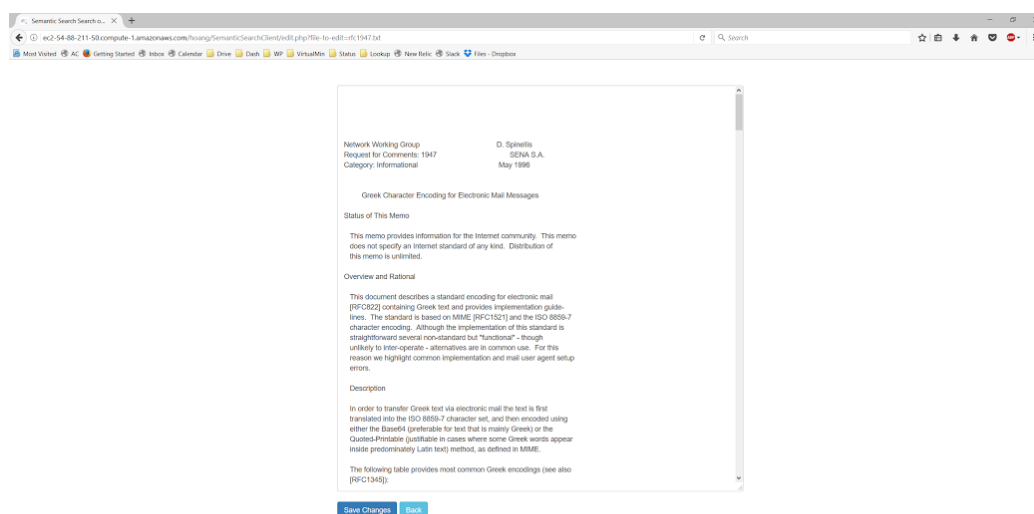 Semantic Search Search o...
ec2-54-88-211-50.compute-1.amazonaws.com/hoang/SemanticSearchClient/edit.php?file-to-edit=rfc1947.txt
Search
Most Visited AC Getting Started Inbox Calendar Drive Dash WP VirtualMin Status Lookup New Relic Slack Files - Dropbox
Network Working Group D. Spinellis
Request for Comments: 1947 SENA S.A.
Category: Informational May 1996
Greek Character Encoding for Electronic Mail Messages
Status of This Memo
This memo provides information for the Internet community. This memo
does not specify an Internet standard of any kind. Distribution of
this memo is unlimited.
Overview and Rational
This document describes a standard encoding for electronic mail
[RFC822] containing Greek text and provides implementation guide-
lines. The standard is based on MIME [RFC1521] and the ISO 8859-7
character encoding. Although the implementation of this standard is
straightforward several non-standard but "functional" - though
unlikely to inter-operate - alternatives are in common use. For this
reason we highlight common implementation and mail user agent setup
errors.
Description
In order to transfer Greek text via electronic mail the text is first
translated into the ISO 8859-7 character set, and then encoded using
either the Base64 (preferable for text that is mainly Greek) or the
Quoted-Printable (justifiable in cases where some Greek words appear
inside predominately Latin text) method, as defined in MIME.
The following table provides most common Greek encodings (see also
[RFC1345]):
Save Changes Back